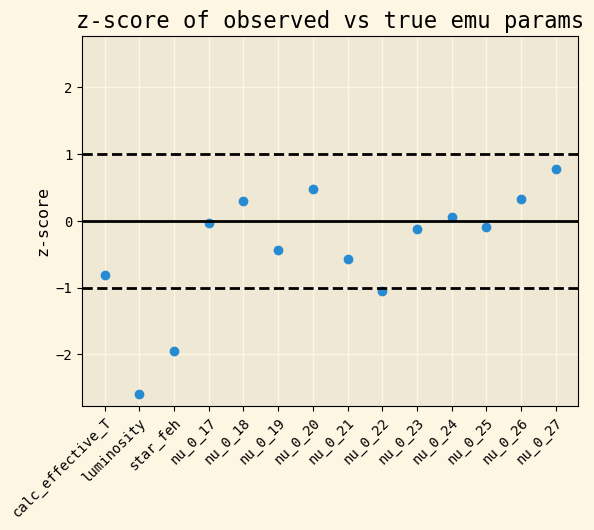 z-score of observed vs true emu params
z-score
2
1
0
−1
−2
calc_effective_T
luminosity
star_feh
nu_0_17
nu_0_18
nu_0_19
nu_0_20
nu_0_21
nu_0_22
nu_0_23
nu_0_24
nu_0_25
nu_0_26
nu_0_27